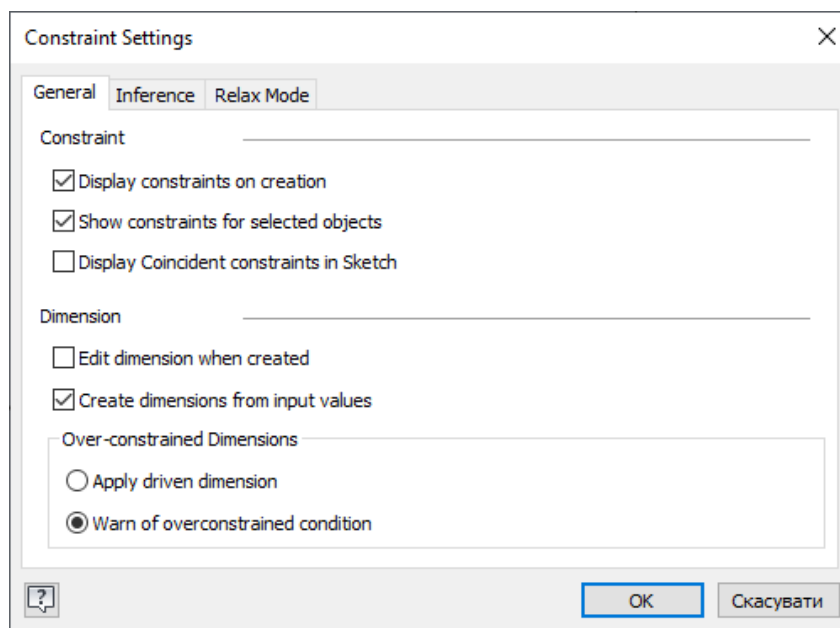 Constraint Settings
General Inference Relax Mode
Constraint
Display constraints on creation
Show constraints for selected objects
Display Coincident constraints in Sketch
Dimension
Edit dimension when created
Create dimensions from input values
Over-constrained Dimensions
Apply driven dimension
Warn of overconstrained condition
? OK Скасувати